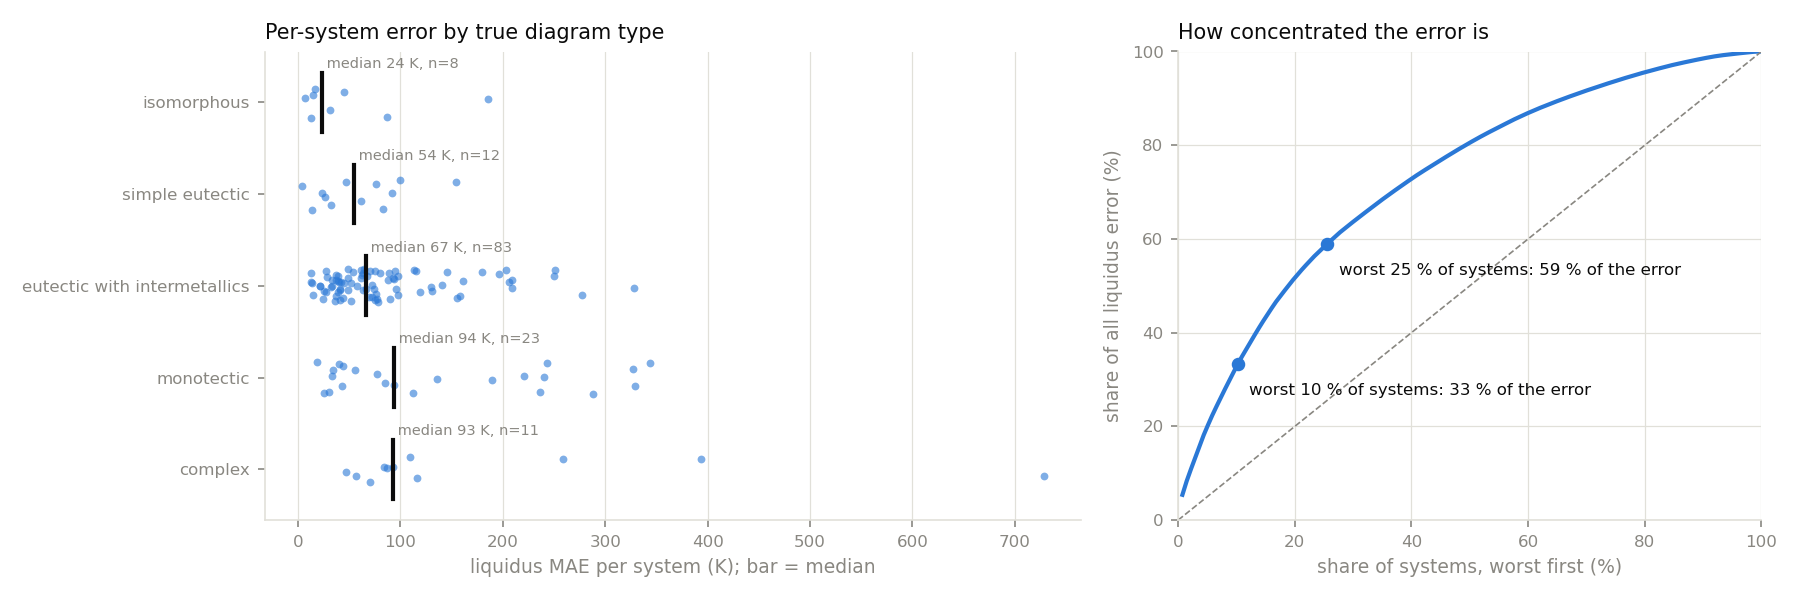 Per-system error by true diagram type
isomorphous
median 24 K, n=8
simple eutectic
median 54 K, n=12
eutectic with intermetallics
median 67 K, n=83
monotectic
median 94 K, n=23
complex
median 93 K, n=11
0 100 200 300 400 500 600 700
liquidus MAE per system (K); bar = median
How concentrated the error is
share of all liquidus error (%)
100
80
60
40
20
0
worst 25 % of systems: 59 % of the error
worst 10 % of systems: 33 % of the error
0 20 40 60 80 100
share of systems, worst first (%)